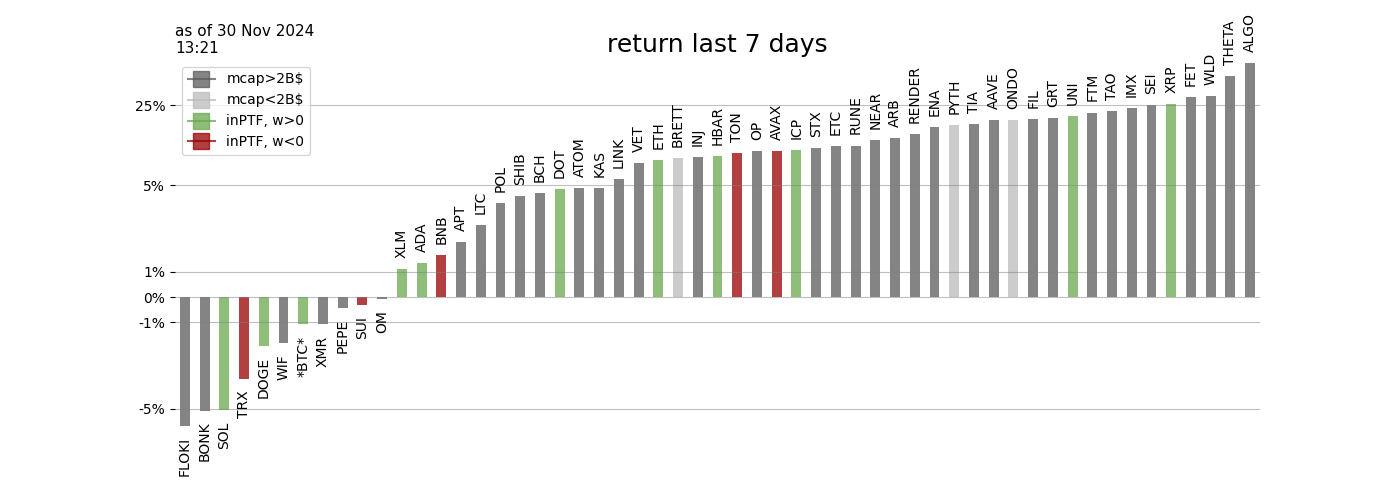 as of 30 Nov 2024
13:21
return last 7 days
mcap>2B$
mcap<2B$
inPTF, w>0
inPTF, w<0
25%
5%
1%
0%
-1%
-5%
FLOKI
BONK
SOL
TRX
DOGE
WIF
*BTC*
XMR
PEPE
SUI
OM
XLM
ADA
BNB
APT
LTC
POL
SHIB
BCH
DOT
ATOM
KAS
LINK
VET
ETH
BRETT
INJ
HBAR
TON
OP
AVAX
ICP
STX
ETC
RUNE
NEAR
ARB
RENDER
ENA
PYTH
TIA
AAVE
ONDO
FIL
GRT
UNI
FTM
TAO
IMX
SEI
XRP
FET
WLD
THETA
ALGO